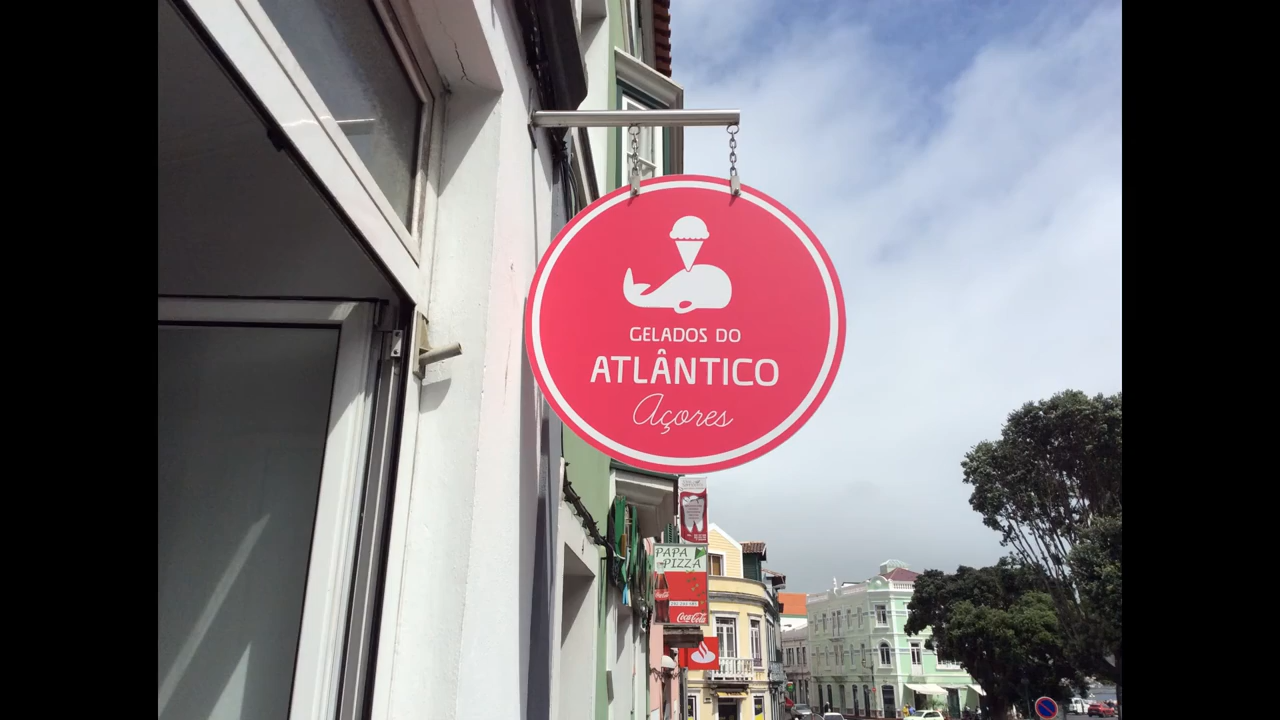 GELADOS DO
ATLÂNTICO
Açores
PAPA
PIZZA
Coca-Cola